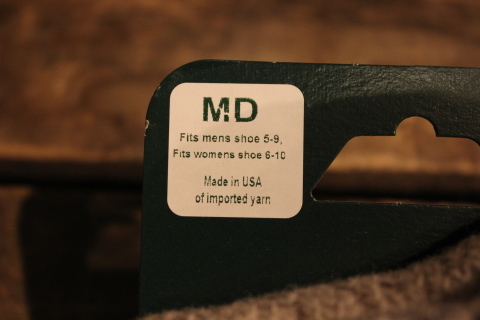 MD
Fits mens shoe 5-9,
Fits womens shoe 6-10
Made in USA
of imported yarn